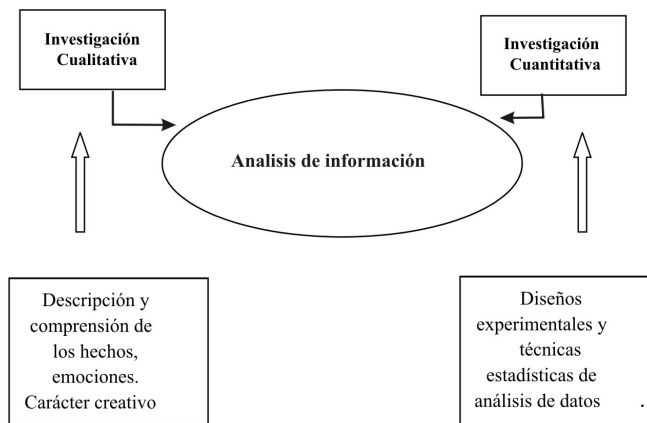 Investigación
Cualitativa
Investigación
Cuantitativa
Analisis de información
Descripción y
comprensión de
los hechos,
emociones.
Carácter creativo
Diseños
experimentales y
técnicas
estadísticas de
análisis de datos .